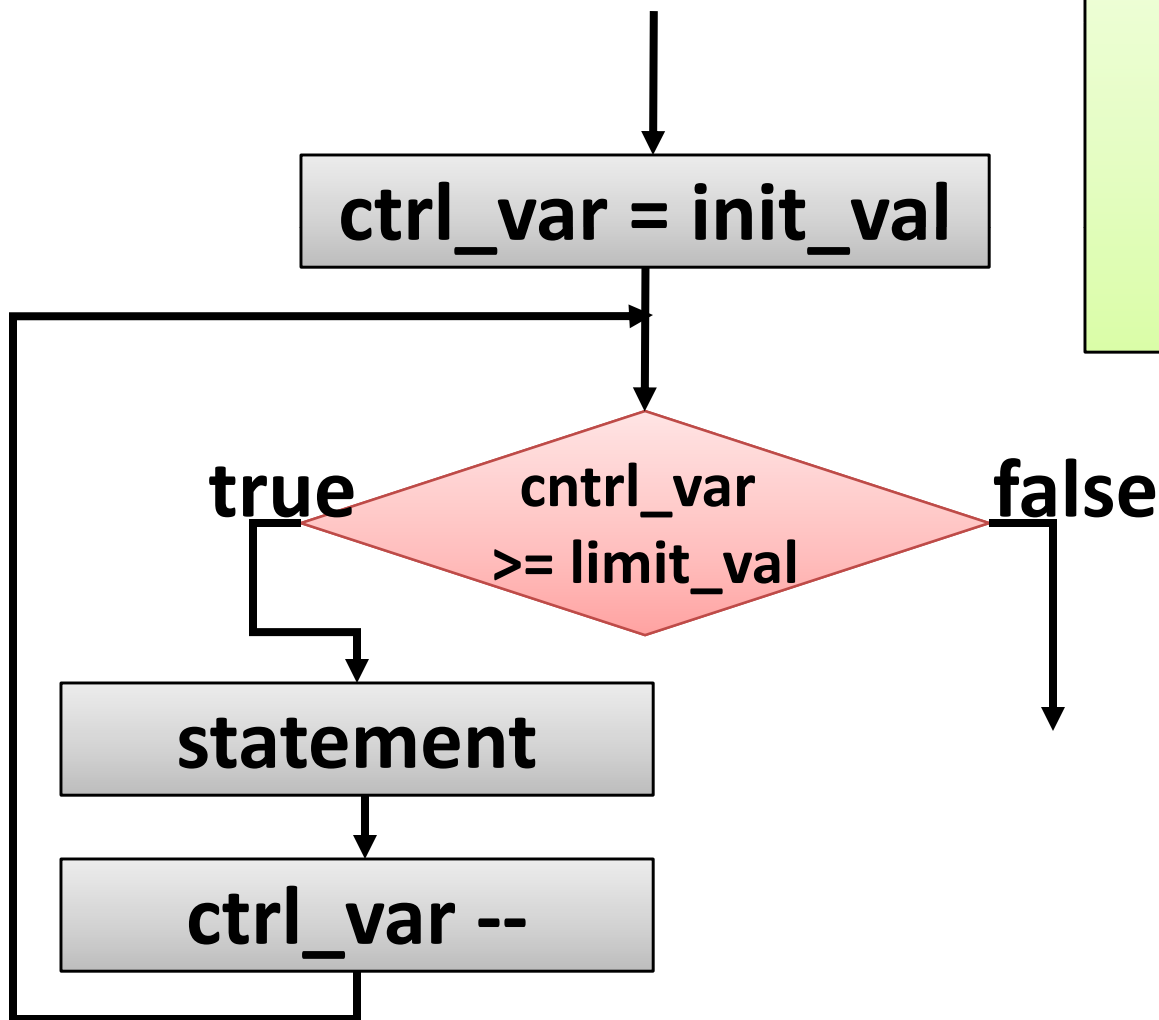 ctrl_var = init_val
true
cntrl_var
>= limit_val
false
statement
ctrl_var --